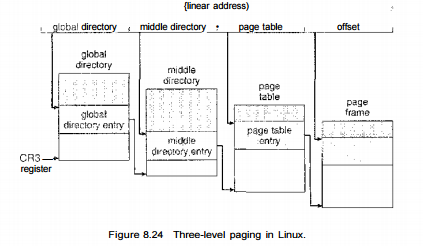 {linear address)
global directory middle directory • page table offset
global
directory
middle
directory
page
table
page
frame
global
directory entry
page table
entry
middle
directory entry
CR3
register
Figure 8.24 Three-level paging in Linux.